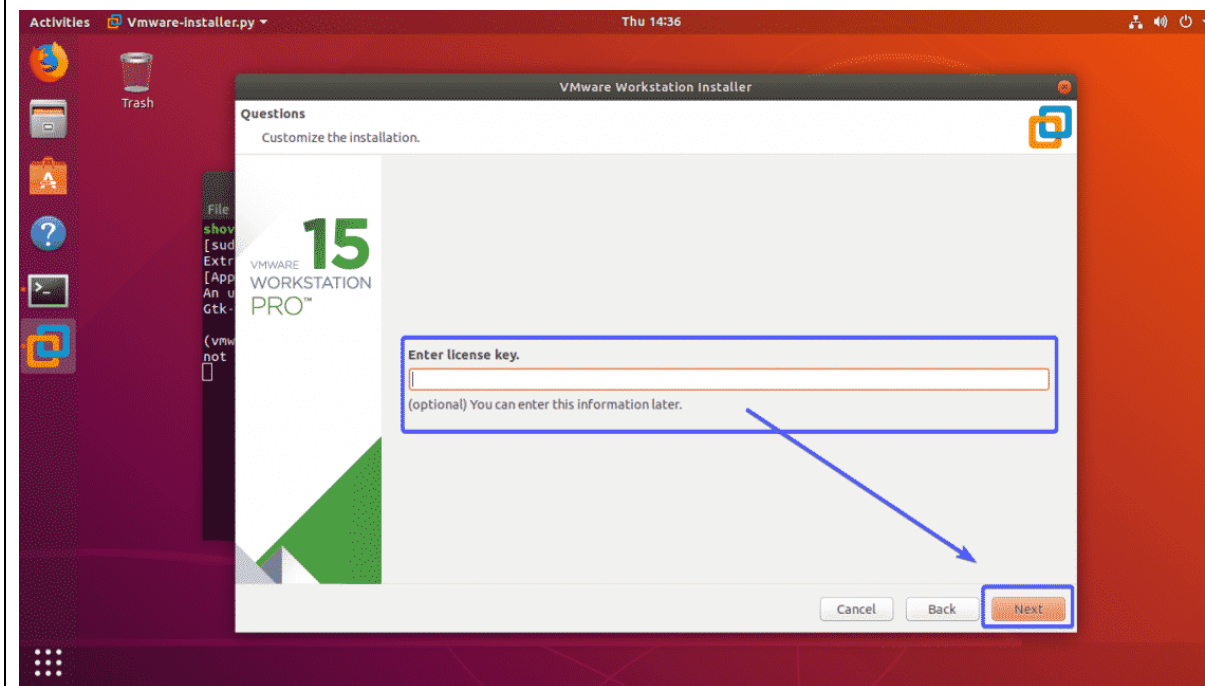 Activities Vmware-installer.py Thu 14:36
Trash
VMware Workstation Installer
Questions
Customize the installation.
File
shov
[sud
Extr
[App
An u
Gtk-
(vmw
not
VMWARE 15
WORKSTATION
PRO™
Enter license key.
(optional) You can enter this information later.
Cancel Back Next